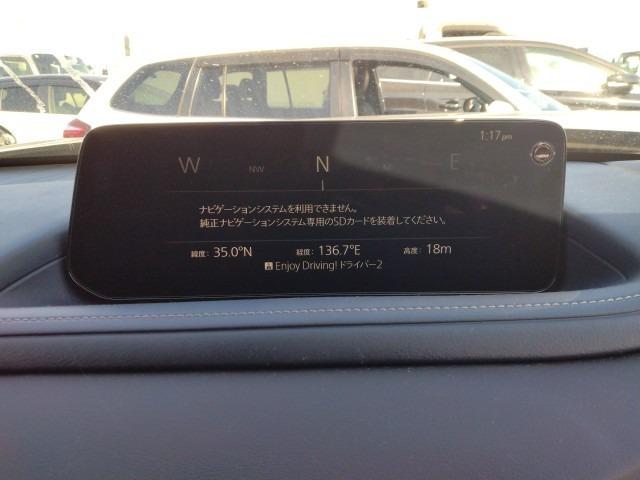 1:17pm
W NW N NE E
ナビゲーションシステムを利用できません。
純正ナビゲーションシステム専用のSDカードを装着してください。
緯度: 35.0°N 経度: 136.7°E 高度: 18m
Enjoy Driving! ドライバー2